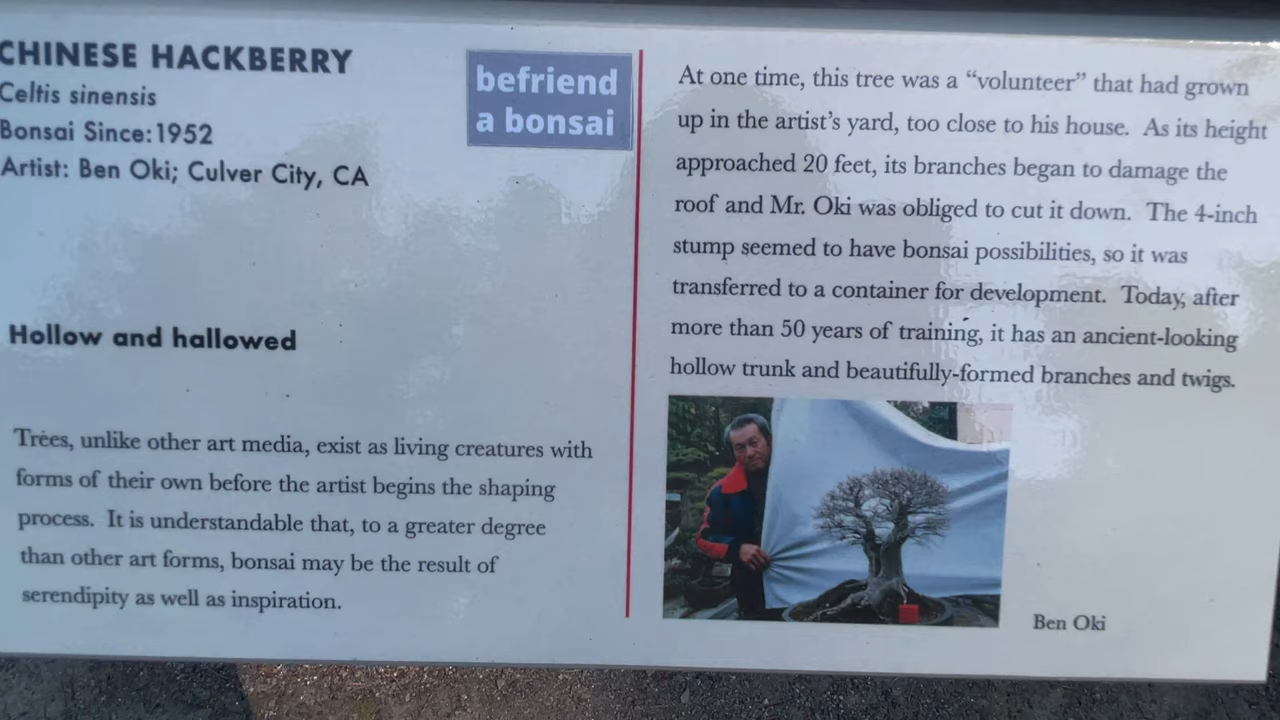 CHINESE HACKBERRY
Celtis sinensis
Bonsai Since:1952
Artist: Ben Oki; Culver City, CA
befriend
a bonsai
Hollow and hallowed
Trees, unlike other art media, exist as living creatures with
forms of their own before the artist begins the shaping
process.  It is understandable that, to a greater degree
than other art forms, bonsai may be the result of
serendipity as well as inspiration.
At one time, this tree was a “volunteer” that had grown
up in the artist’s yard, too close to his house.  As its height
approached 20 feet, its branches began to damage the
roof and Mr. Oki was obliged to cut it down.  The 4-inch
stump seemed to have bonsai possibilities, so it was
transferred to a container for development.  Today, after
more than 50 years of training, it has an ancient-looking
hollow trunk and beautifully-formed branches and twigs.
Ben Oki